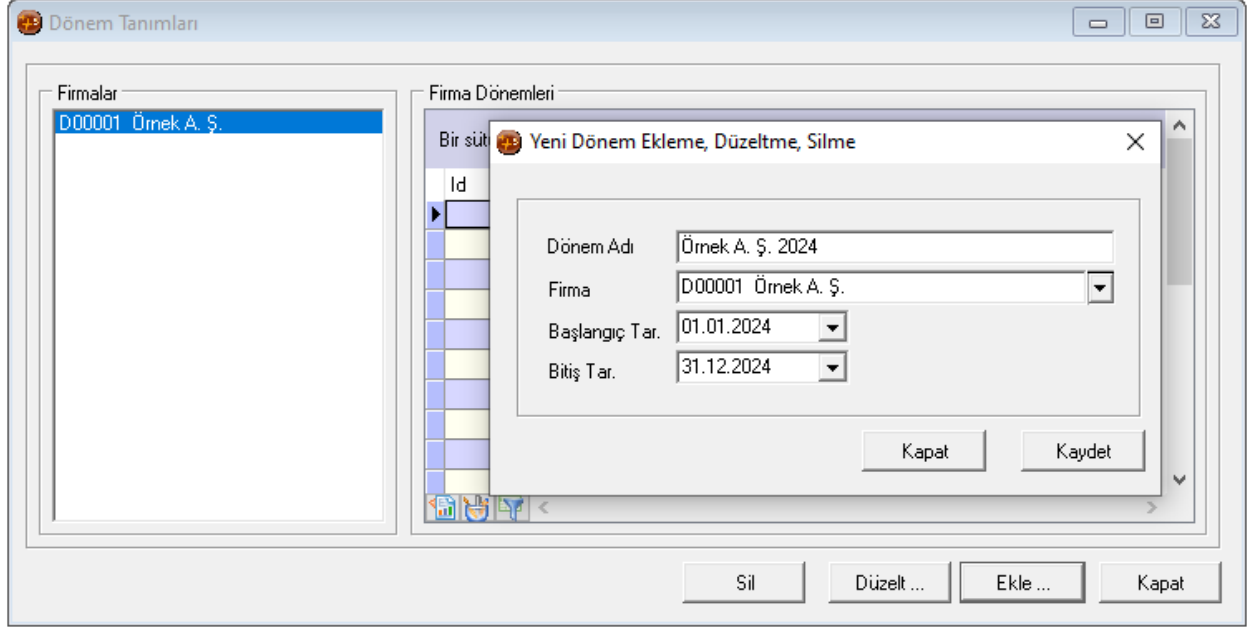 Dönem Tanımları
Firmalar
D00001 Örnek A. Ş.
Firma Dönemleri
Bir süt
Id
Yeni Dönem Ekleme, Düzeltme, Silme
Dönem Adı Örnek A. Ş. 2024
Firma D00001 Örnek A. Ş.
Başlangıç Tar. 01.01.2024
Bitiş Tar. 31.12.2024
Kapat Kaydet
Sil Düzelt ... Ekle ... Kapat